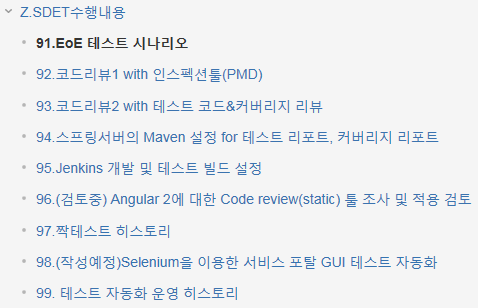 Z.SDET수행내용
91.EoE 테스트 시나리오
92.코드리뷰1 with 인스펙션툴(PMD)
93.코드리뷰2 with 테스트 코드&커버리지 리뷰
94.스프링서버의 Maven 설정 for 테스트 리포트, 커버리지 리포트
95.Jenkins 개발 및 테스트 빌드 설정
96.(검토중) Angular 2에 대한 Code review(static) 툴 조사 및 적용 검토
97.짝테스트 히스토리
98.(작성예정)Selenium을 이용한 서비스 포탈 GUI 테스트 자동화
99. 테스트 자동화 운영 히스토리